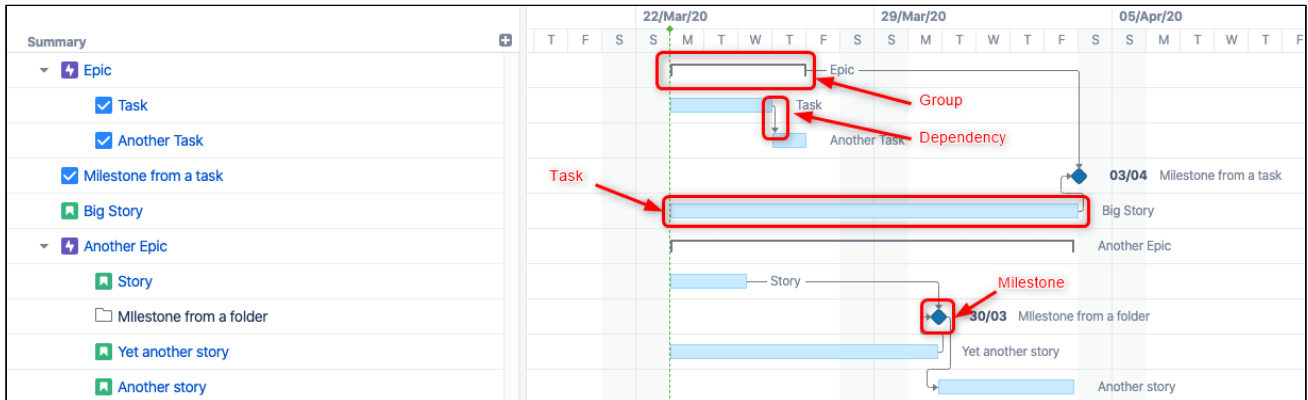 22/Mar/20 29/Mar/20 05/Apr/20
Summary T F S S M T W T F S S M T W T F S S M T W T F
Epic Epic
Group
Task Task
Dependency
Another Task Another Task
Milestone from a task Task 03/04 Milestone from a task
Big Story Big Story
Another Epic Another Epic
Story Story
Milestone
MIlestone from a folder 30/03 MIlestone from a folder
Yet another story Yet another story
Another story Another story